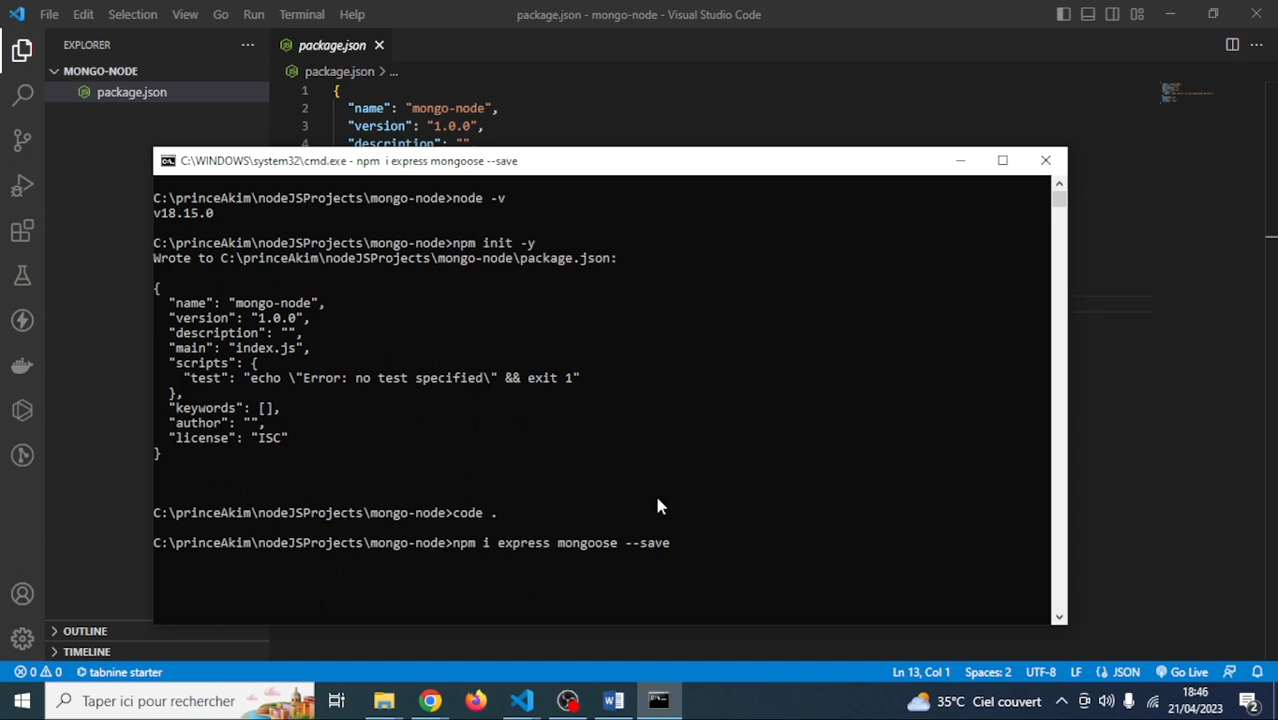 File Edit Selection View Go Run Terminal Help
package.json - mongo-node - Visual Studio Code
EXPLORER
package.json
MONGO-NODE
package.json > ...
package.json
1 {
2 "name": "mongo-node",
3 "version": "1.0.0",
"description": ""
C:\WINDOWS\system32\cmd.exe - npm i express mongoose --save
C:\princeAkim\nodeJSProjects\mongo-node>node -v
v18.15.0
C:\princeAkim\nodeJSProjects\mongo-node>npm init -y
Wrote to C:\princeAkim\nodeJSProjects\mongo-node\package.json:
{
"name": "mongo-node",
"version": "1.0.0",
"description": "",
"main": "index.js",
"scripts": {
"test": "echo \"Error: no test specified\" && exit 1"
},
"keywords": [],
"author": "",
"license": "ISC"
}
C:\princeAkim\nodeJSProjects\mongo-node>code .
C:\princeAkim\nodeJSProjects\mongo-node>npm i express mongoose --save
OUTLINE
TIMELINE
0 0 tabnine starter
Ln 13, Col 1 Spaces: 2 UTF-8 LF {} JSON Go Live
Taper ici pour rechercher
35°C Ciel couvert
18:46
21/04/2023
2